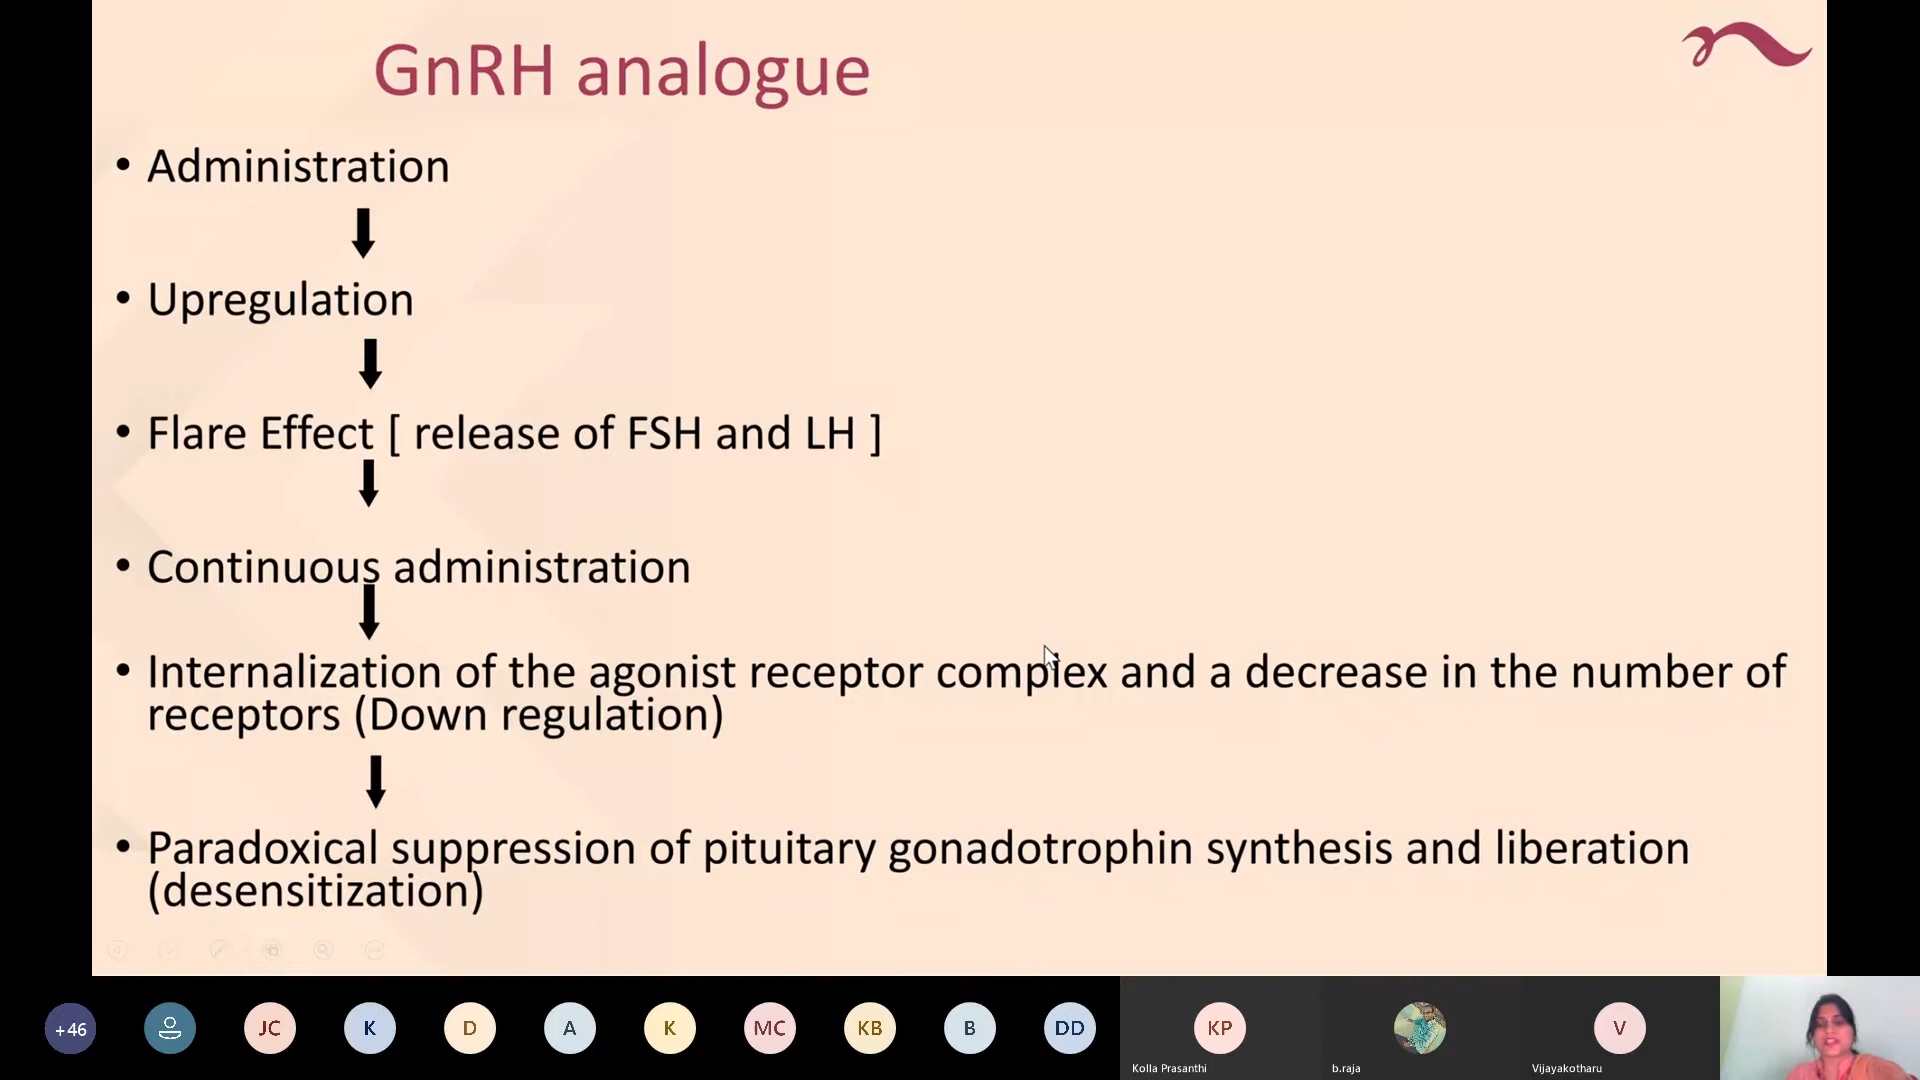 GnRH analogue
• Administration
• Upregulation
• Flare Effect [ release of FSH and LH ]
• Continuous administration
• Internalization of the agonist receptor complex and a decrease in the number of
receptors (Down regulation)
• Paradoxical suppression of pituitary gonadotrophin synthesis and liberation
(desensitization)
+46
JC
K
D
A
K
MC
KB
B
DD
KP
V
Kolla Prasanthi
b.raja
Vijayakotharu